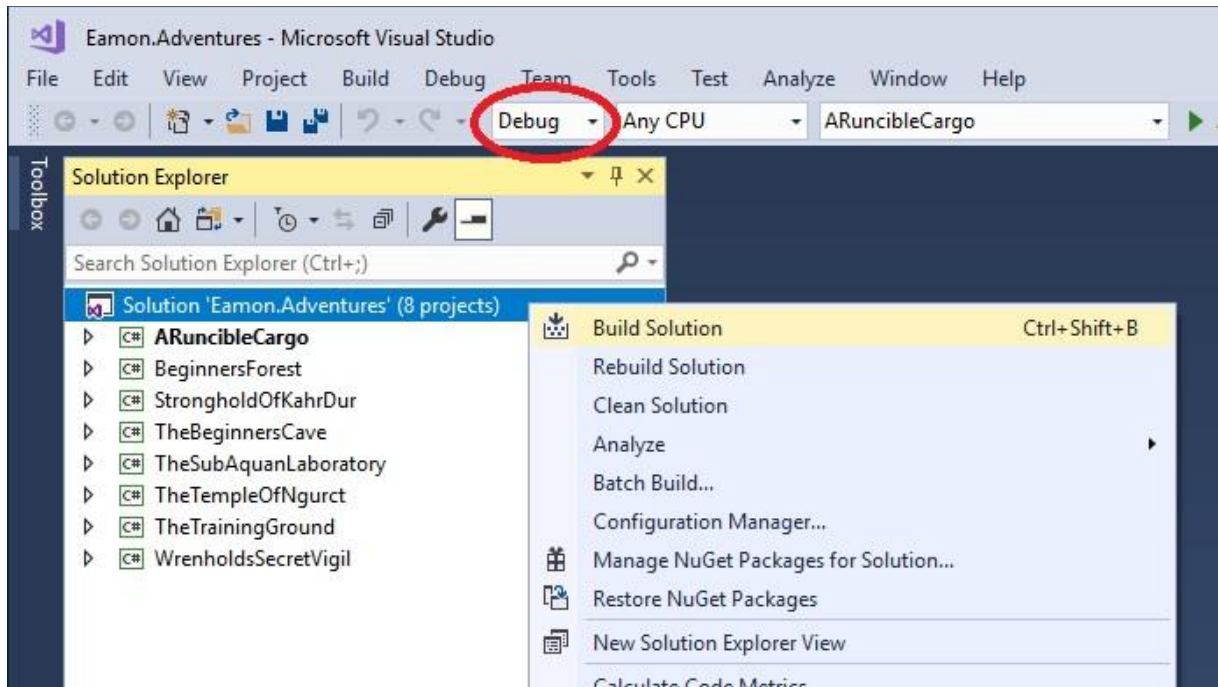 Eamon.Adventures - Microsoft Visual Studio
File Edit View Project Build Debug Team Tools Test Analyze Window Help
Debug Any CPU ARuncibleCargo
Toolbox
Solution Explorer
Search Solution Explorer (Ctrl+;)
Solution 'Eamon.Adventures' (8 projects)
C# ARuncibleCargo
C# BeginnersForest
C# StrongholdOfKahrDur
C# TheBeginnersCave
C# TheSubAquanLaboratory
C# TheTempleOfNgurct
C# TheTrainingGround
C# WrenholdsSecretVigil
Build Solution Ctrl+Shift+B
Rebuild Solution
Clean Solution
Analyze
Batch Build...
Configuration Manager...
Manage NuGet Packages for Solution...
Restore NuGet Packages
New Solution Explorer View
Calculate Code Metrics